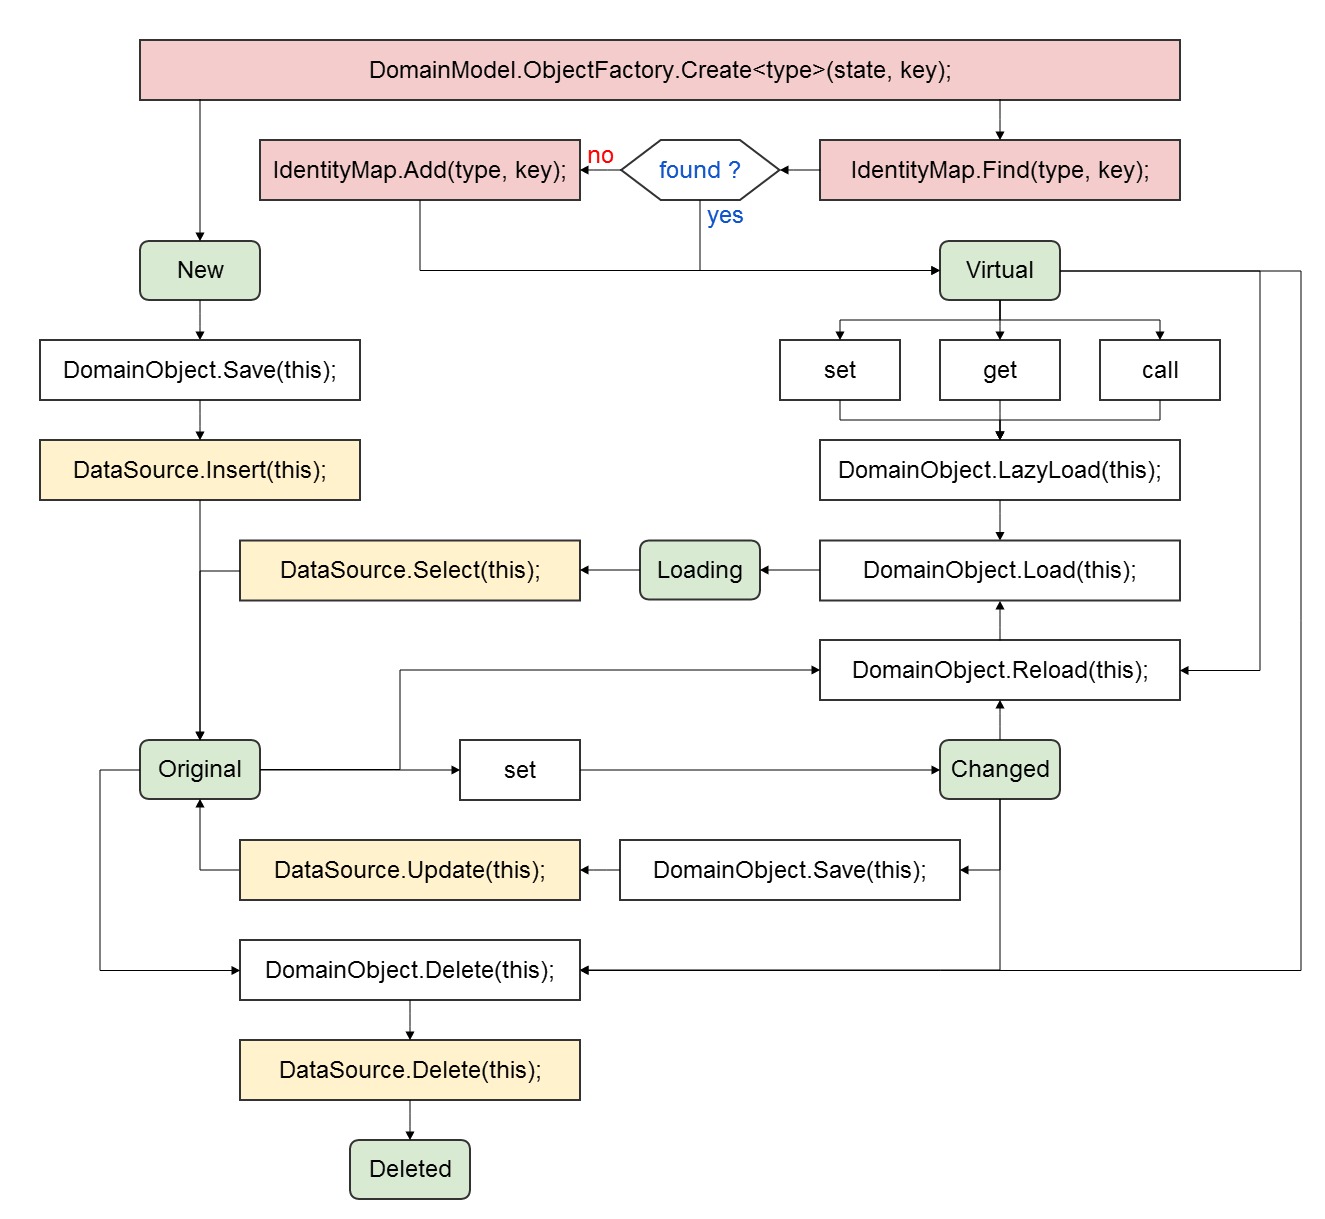 DomainModel.ObjectFactory.Create<type>(state, key);
IdentityMap.Add(type, key);
no
found ?
IdentityMap.Find(type, key);
yes
New
Virtual
DomainObject.Save(this);
set
get
call
DataSource.Insert(this);
DomainObject.LazyLoad(this);
DataSource.Select(this);
Loading
DomainObject.Load(this);
DomainObject.Reload(this);
Original
set
Changed
DataSource.Update(this);
DomainObject.Save(this);
DomainObject.Delete(this);
DataSource.Delete(this);
Deleted